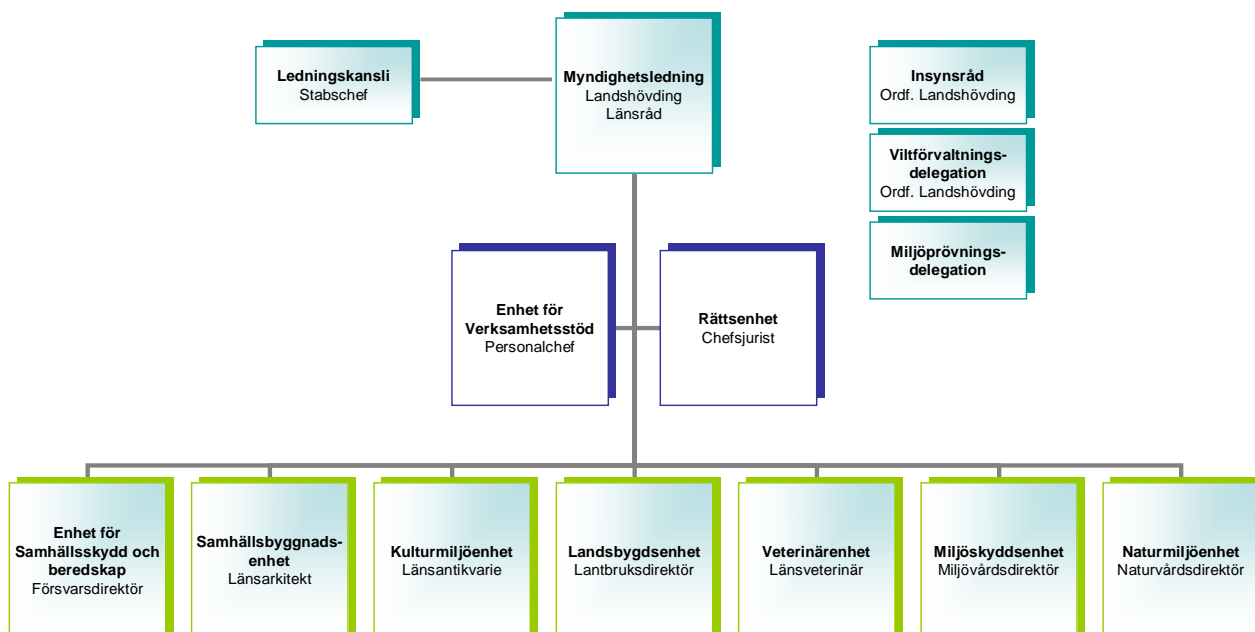 Ledningskansli
Stabschef
Myndighetsledning
Landshövding
Länsråd
Insynsråd
Ordf. Landshövding
Viltförvaltnings-
delegation
Ordf. Landshövding
Miljöprövnings-
delegation
Enhet för
Verksamhetsstöd
Personalchef
Rättsenhet
Chefsjurist
Enhet för
Samhällsskydd och
beredskap
Försvarsdirektör
Samhällsbyggnads-
enhet
Länsarkitekt
Kulturmiljöenhet
Länsantikvarie
Landsbygdsenhet
Lantbruksdirektör
Veterinärenhet
Länsveterinär
Miljöskyddsenhet
Miljövårdsdirektör
Naturmiljöenhet
Naturvårdsdirektör